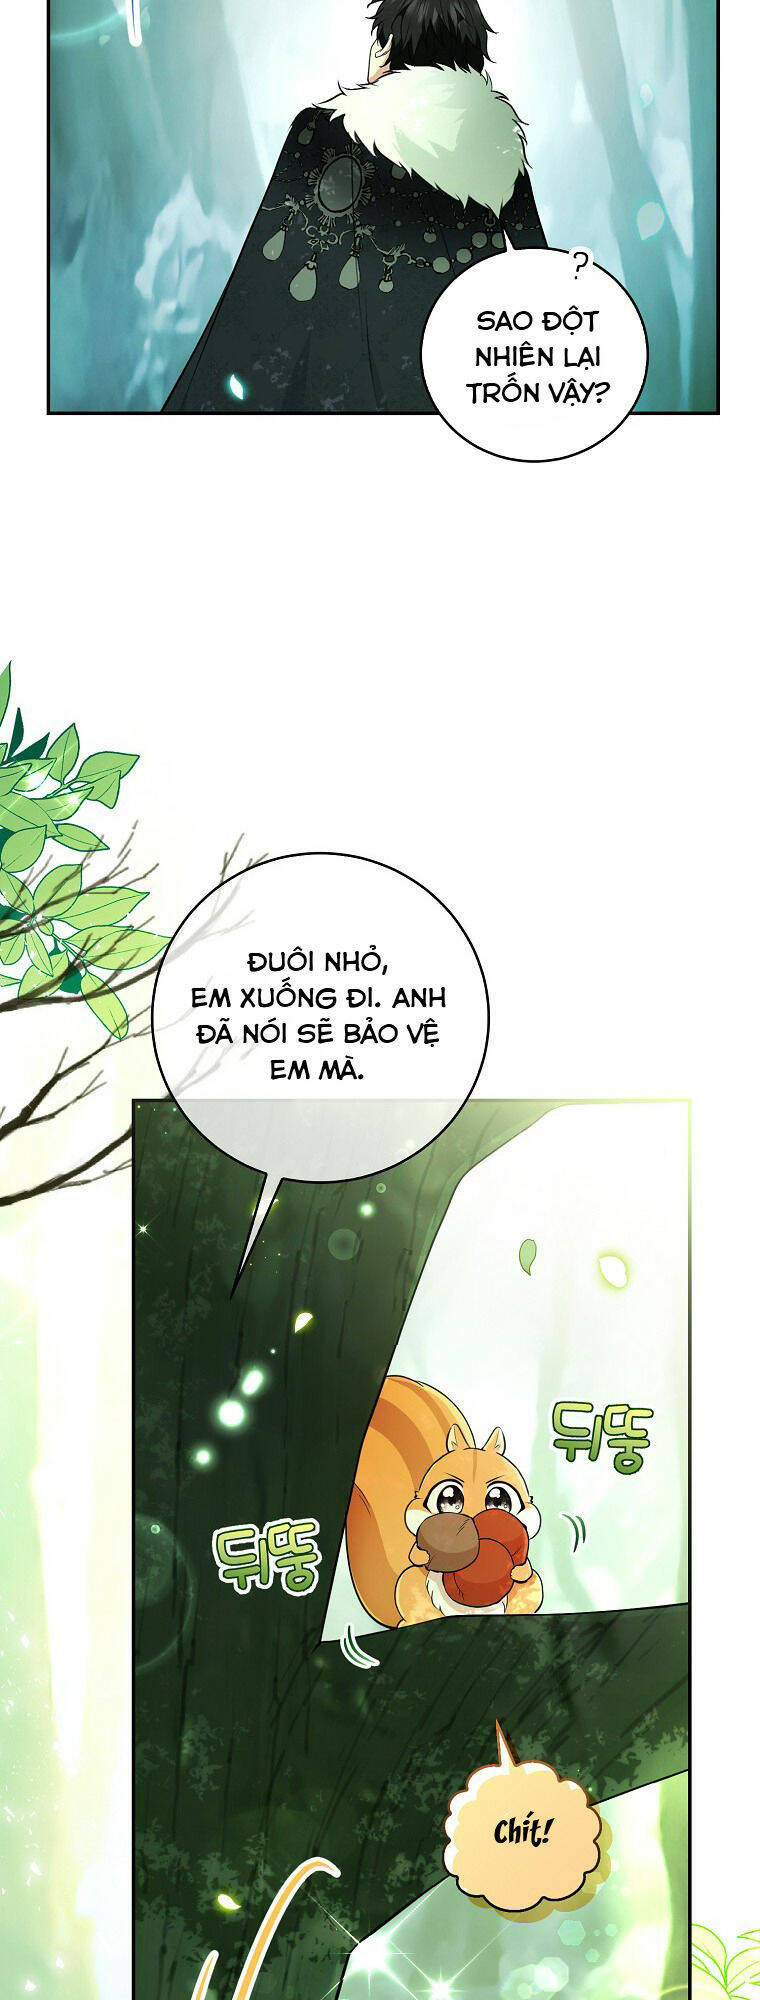 ?
SAO ĐỘT
NHIÊN LẠI
TRỐN VẬY?
ĐUÔI NHỎ,
EM XUỐNG ĐI. ANH
ĐÃ NÓI SẼ BẢO VỆ
EM MÀ.
뒤뚱
뒤뚱
Chít!